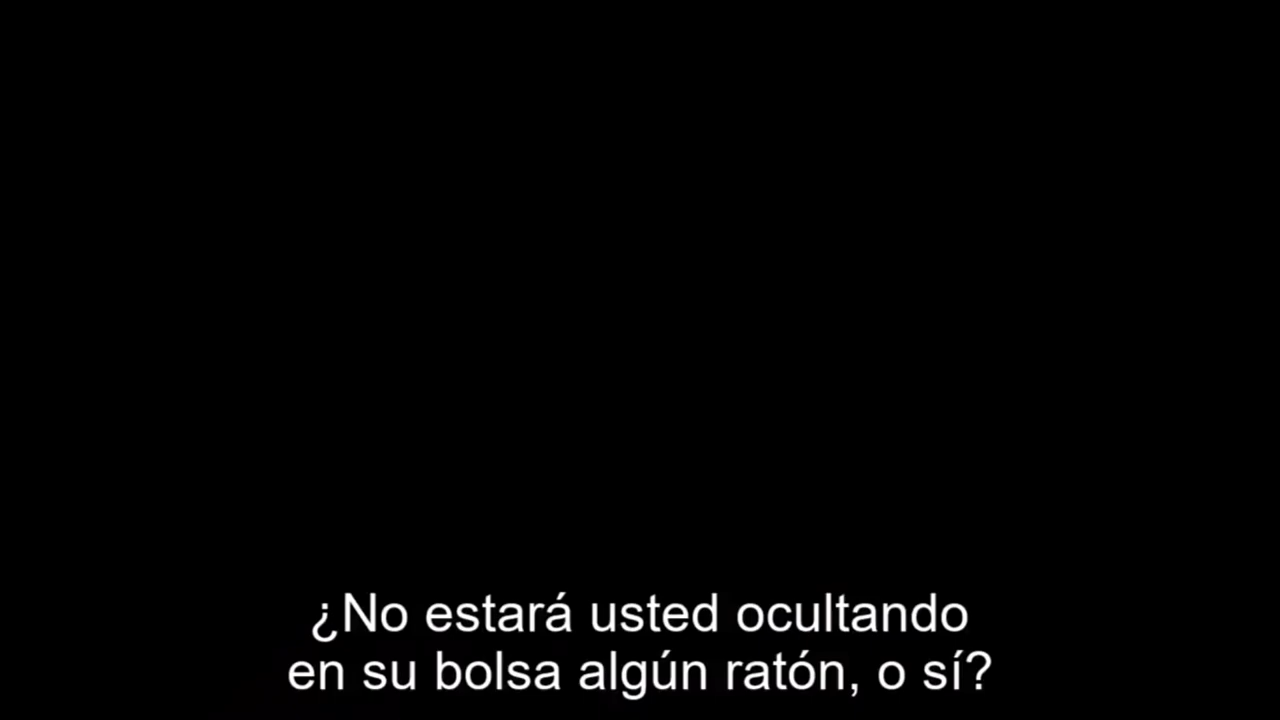 ¿No estará usted ocultando
en su bolsa algún ratón, o sí?